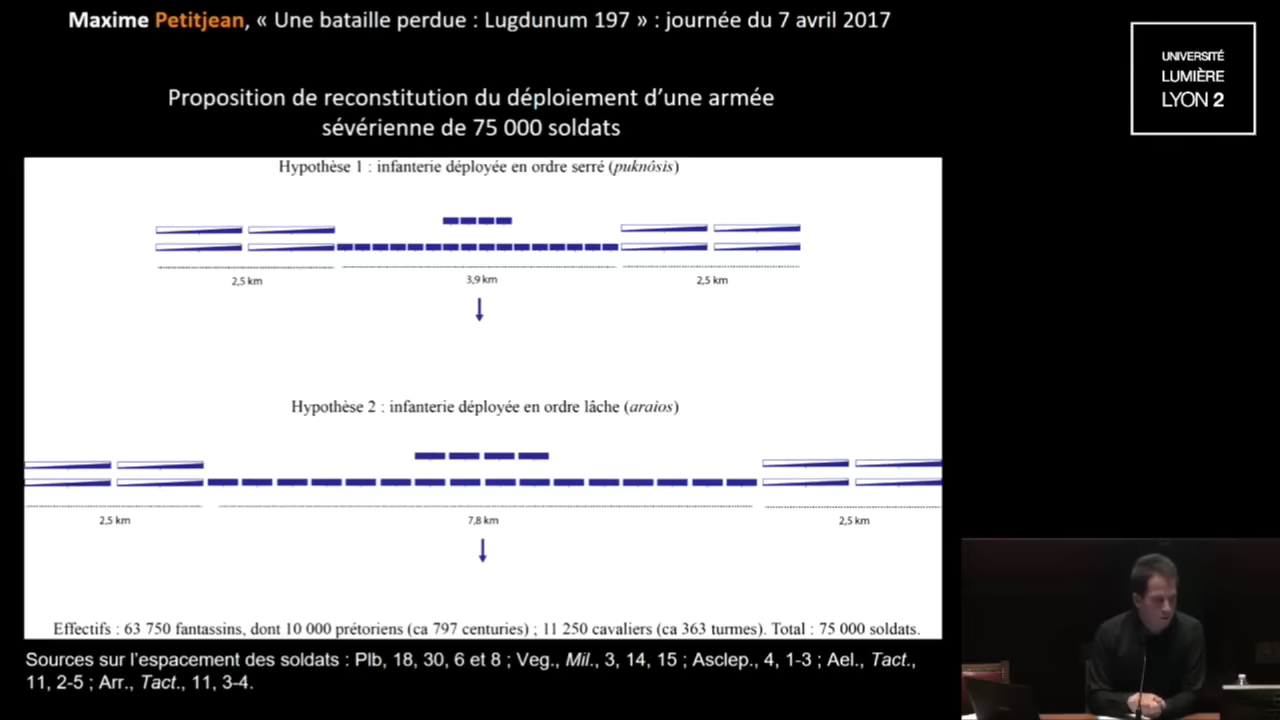 Maxime Petitjean, « Une bataille perdue : Lugdunum 197 » : journée du 7 avril 2017
UNIVERSITÉ
LUMIÈRE
LYON 2
Proposition de reconstitution du déploiement d'une armée
sévérienne de 75 000 soldats
Hypothèse 1 : infanterie déployée en ordre serré (puknôsis)
2,5 km
3,9 km
2,5 km
Hypothèse 2 : infanterie déployée en ordre lâche (araios)
2,5 km
7,8 km
2,5 km
Effectifs : 63 750 fantassins, dont 10 000 prétoriens (ca 797 centuries) ; 11 250 cavaliers (ca 363 turmes). Total : 75 000 soldats.
Sources sur l'espacement des soldats : Plb, 18, 30, 6 et 8 ; Veg., Mil., 3, 14, 15 ; Asclep., 4, 1-3 ; Ael., Tact.,
11, 2-5 ; Arr., Tact., 11, 3-4.